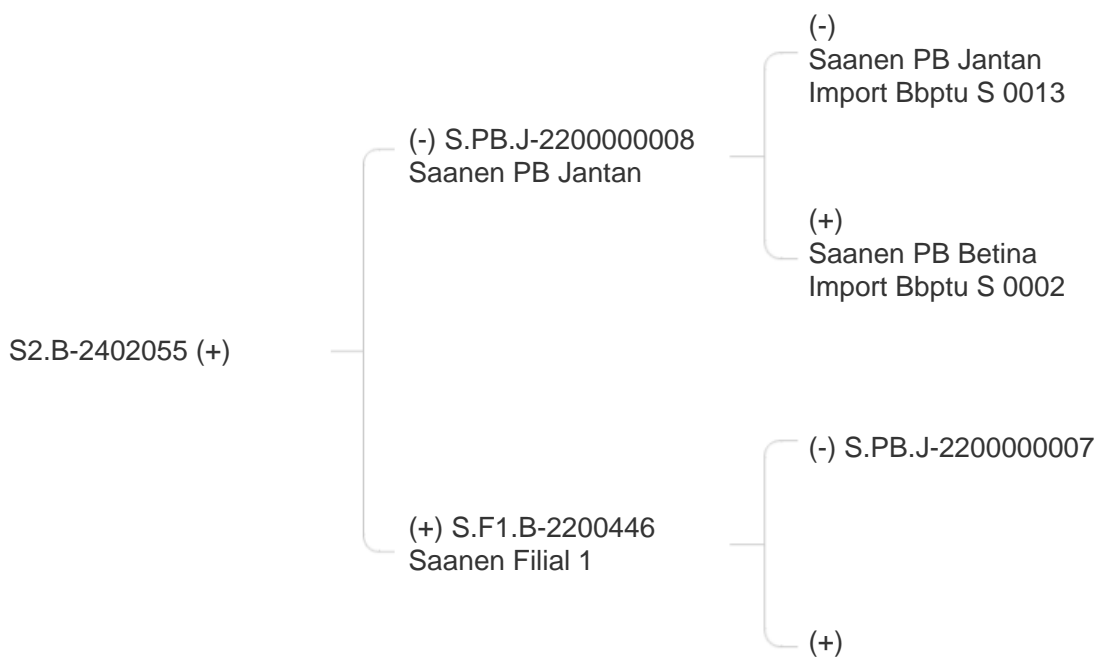 (-)
Saanen PB Jantan
Import Bbptu S 0013
(-) S.PB.J-2200000008
Saanen PB Jantan
(+)
Saanen PB Betina
Import Bbptu S 0002
S2.B-2402055 (+)
(-) S.PB.J-2200000007
(+) S.F1.B-2200446
Saanen Filial 1
(+)